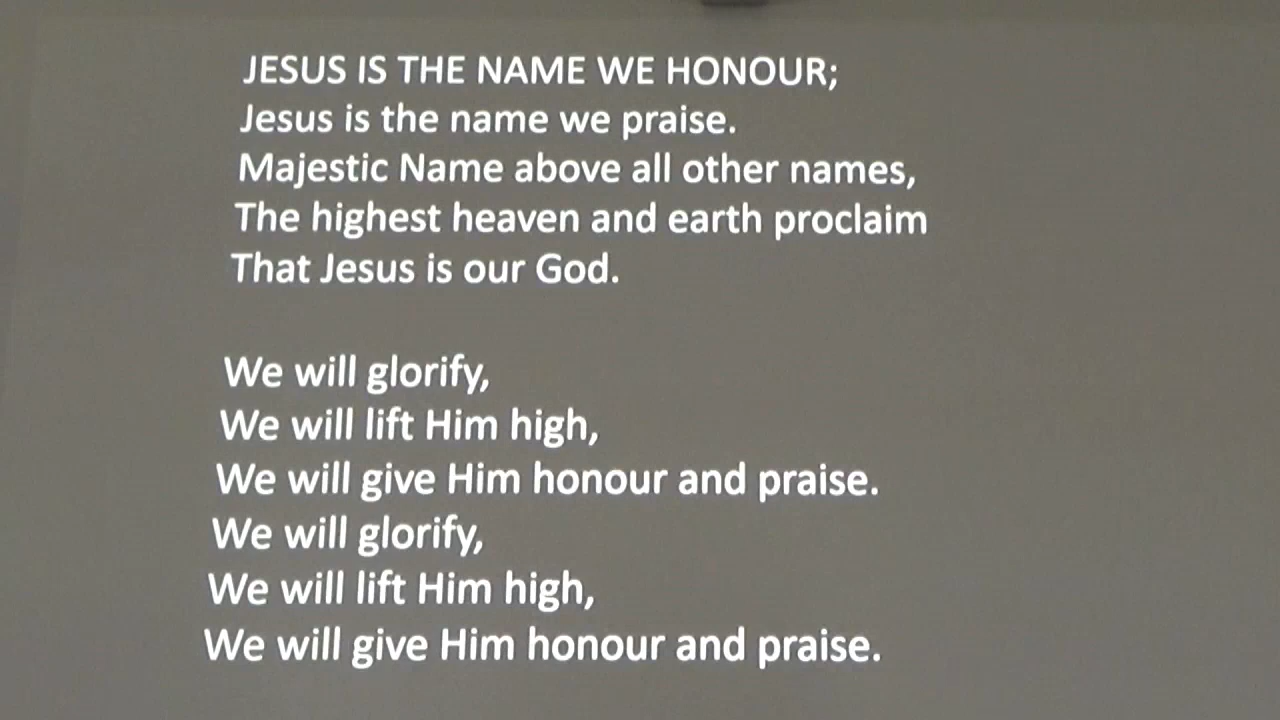 JESUS IS THE NAME WE HONOUR;
Jesus is the name we praise.
Majestic Name above all other names,
The highest heaven and earth proclaim
That Jesus is our God.
We will glorify,
We will lift Him high,
We will give Him honour and praise.
We will glorify,
We will lift Him high,
We will give Him honour and praise.